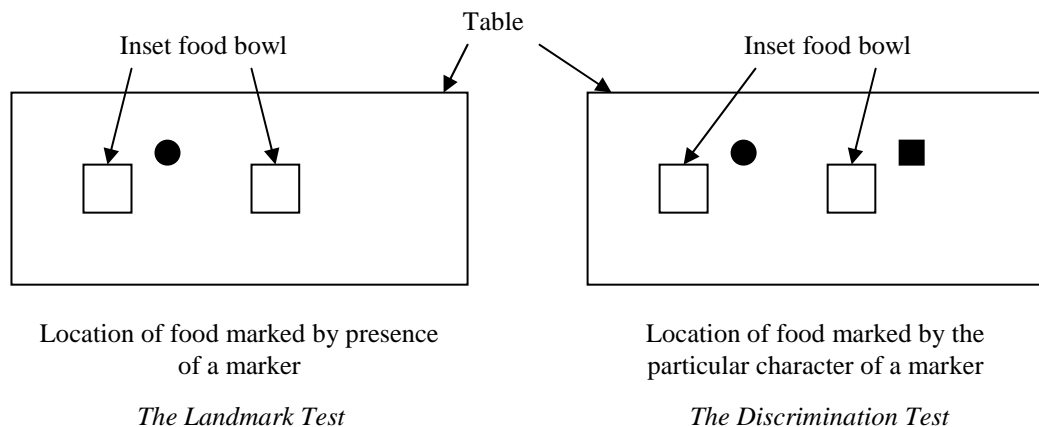 Table
Inset food bowl
Inset food bowl
Location of food marked by presence
of a marker
The Landmark Test
Location of food marked by the
particular character of a marker
The Discrimination Test